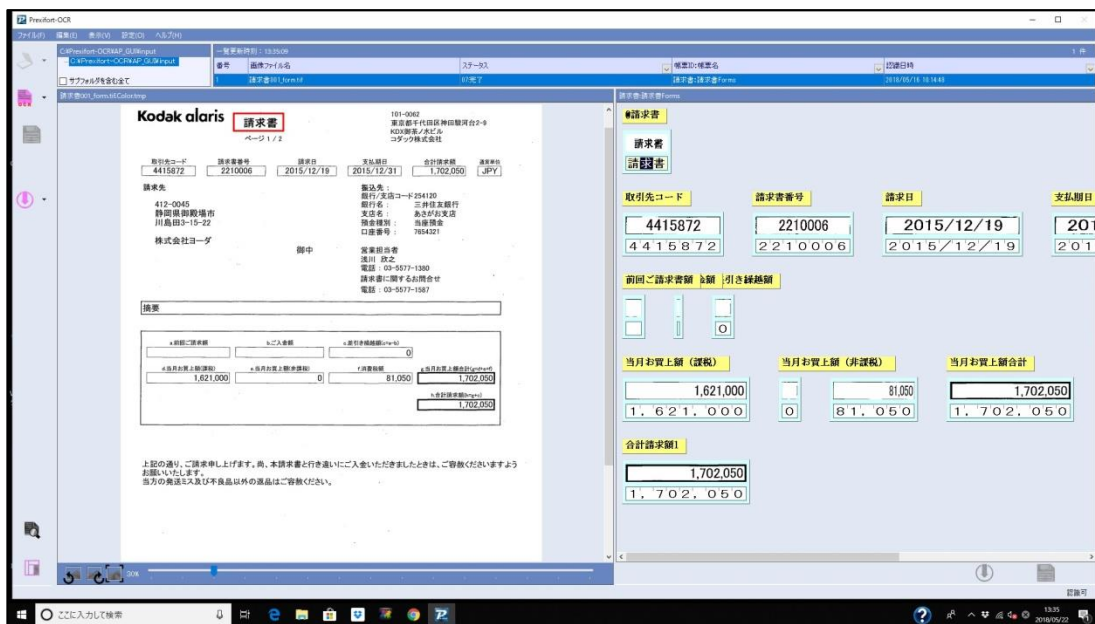 Prexifort-OCR
ファイル(F) 編集(E) 表示(V) 設定(O) ヘルプ(H)
C:¥Prexifort-OCR¥AP_GUI¥input
C:¥Prexifort-OCR¥AP_GUI¥input
サブフォルダを含む全て
一覧更新時刻：13:35:09
1 件
番号 画像ファイル名 ステータス 帳票ID:帳票名 認識日時
1 請求書001_form.tif 07:完了 請求書:請求書Forms 2018/05/16 18:14:49
請求書001_form.tif:Color.tmp
請求書:請求書Forms
Kodak alaris
請求書
ページ 1 / 2
101-0062
東京都千代田区神田駿河台2-9
KDX御茶ノ水ビル
コダック株式会社
取引先コード 請求書番号 請求日 支払期日 合計請求額 通貨単位
4415872 2210006 2015/12/19 2015/12/31 1,702,050 JPY
請求先
412-0045
静岡県御殿場市
川島田3-15-22
株式会社ヨーダ
御中
振込先：
銀行/支店コード254120
銀行名： 三井住友銀行
支店名： あさがお支店
預金種別： 当座預金
口座番号： 7654321
営業担当者
浅川 欣之
電話：03-5577-1380
請求書に関するお問合せ
電話：03-5577-1587
摘要
a.前回ご請求額 b.ご入金額 c.差引き繰越額(a-b)
0
d.当月お買上額(課税) e.当月お買上額(非課税) f.消費税額 g.当月お買上額合計(g=d+e+f)
1,621,000 0 81,050 1,702,050
h.合計請求額(h=g+c)
1,702,050
上記の通り、ご請求申し上げます。尚、本請求書と行き違いにご入金いただきましたときは、ご容赦くださいますよう
お願いいたします。
当方の発送ミス及び不良品以外の返品はご容赦ください。
30%
@請求書
請求書
請求書
取引先コード 請求書番号 請求日 支払期日
4415872 2210006 2015/12/19 201
4415872 2210006 2015/12/19 201
前回ご請求書額 金額 引き繰越額
0
当月お買上額（課税） 当月お買上額（非課税） 当月お買上額合計
1,621,000 81,050 1,702,050
1,621,000 0 81,050 1,702,050
合計請求額1
1,702,050
1,702,050
認識可
ここに入力して検索
13:35
2018/05/22